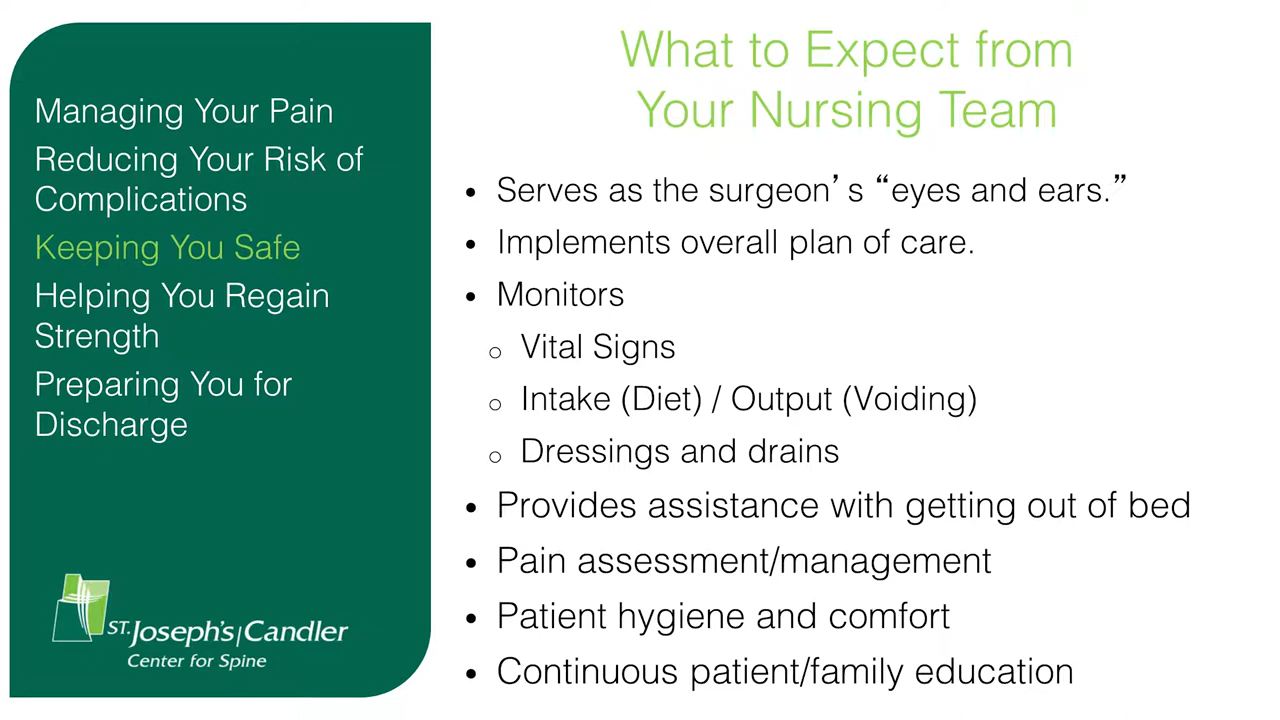 Managing Your Pain
Reducing Your Risk of
Complications
Keeping You Safe
Helping You Regain
Strength
Preparing You for
Discharge
ST. Joseph's|Candler
Center for Spine
What to Expect from
Your Nursing Team
• Serves as the surgeon’s “eyes and ears.”
• Implements overall plan of care.
• Monitors
o Vital Signs
o Intake (Diet) / Output (Voiding)
o Dressings and drains
• Provides assistance with getting out of bed
• Pain assessment/management
• Patient hygiene and comfort
• Continuous patient/family education